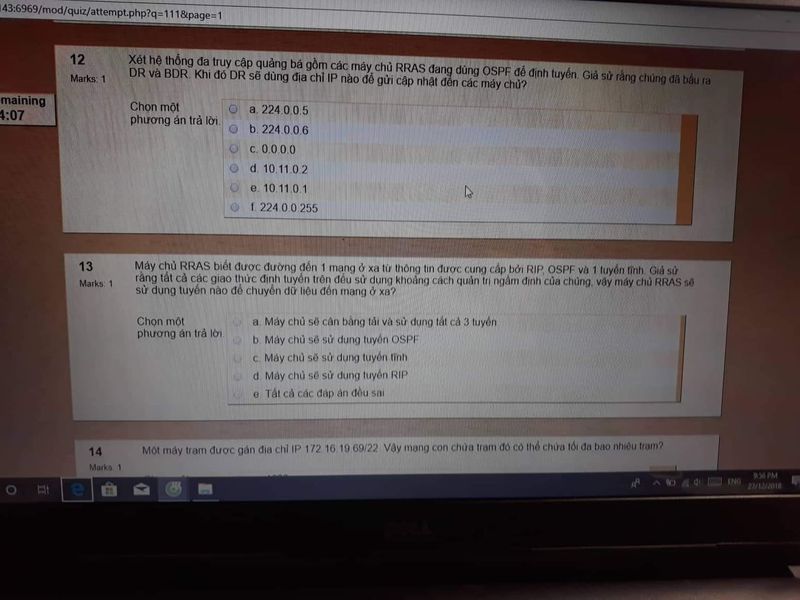 143:6969/mod/quiz/attempt.php?q=111&page=1
maining
4:07
12
Marks: 1
Xét hệ thống đa truy cập quảng bá gồm các máy chủ RRAS đang dùng OSPF để định tuyến. Giả sử rằng chúng đã bầu ra
DR và BDR. Khi đó DR sẽ dùng địa chỉ IP nào để gửi cập nhật đến các máy chủ?
Chọn một
phương án trả lời.
a. 224.0.0.5
b. 224.0.0.6
c. 0.0.0.0
d. 10.11.0.2
e. 10.11.0.1
f. 224.0.0.255
13
Marks: 1
Máy chủ RRAS biết được đường đến 1 mạng ở xa từ thông tin được cung cấp bởi RIP, OSPF và 1 tuyến tĩnh. Giả sử
rằng tất cả các giao thức định tuyến trên đều sử dụng khoảng cách quản trị ngầm định của chúng, vậy máy chủ RRAS sẽ
sử dụng tuyến nào để chuyển dữ liệu đến mạng ở xa?
Chọn một
phương án trả lời
a. Máy chủ sẽ cân bằng tải và sử dụng tất cả 3 tuyến
b. Máy chủ sẽ sử dụng tuyến OSPF
c. Máy chủ sẽ sử dụng tuyến tĩnh
d. Máy chủ sẽ sử dụng tuyến RIP
e. Tất cả các đáp án đều sai
14
Marks: 1
Một máy trạm được gán địa chỉ IP 172.16.19.69/22. Vậy mạng con chứa trạm đó có thể chứa tối đa bao nhiêu trạm?
ENG
9:56 PM
22/12/2018
DELL